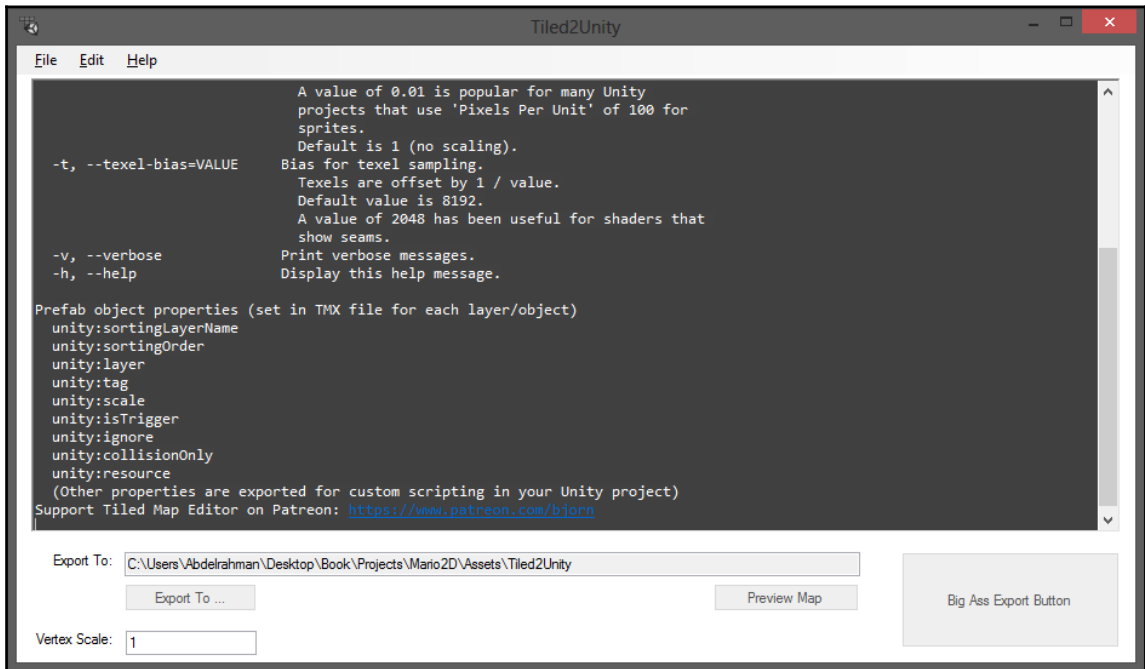 Tiled2Unity
File Edit Help
A value of 0.01 is popular for many Unity
projects that use 'Pixels Per Unit' of 100 for
sprites.
Default is 1 (no scaling).
-t, --texel-bias=VALUE Bias for texel sampling.
Texels are offset by 1 / value.
Default value is 8192.
A value of 2048 has been useful for shaders that
show seams.
-v, --verbose Print verbose messages.
-h, --help Display this help message.
Prefab object properties (set in TMX file for each layer/object)
unity:sortingLayerName
unity:sortingOrder
unity:layer
unity:tag
unity:scale
unity:isTrigger
unity:ignore
unity:collisionOnly
unity:resource
(Other properties are exported for custom scripting in your Unity project)
Support Tiled Map Editor on Patreon: https://www.patreon.com/bjorn
Export To: C:\Users\Abdelrahman\Desktop\Book\Projects\Mario2D\Assets\Tiled2Unity
Export To ... Preview Map Big Ass Export Button
Vertex Scale: 1